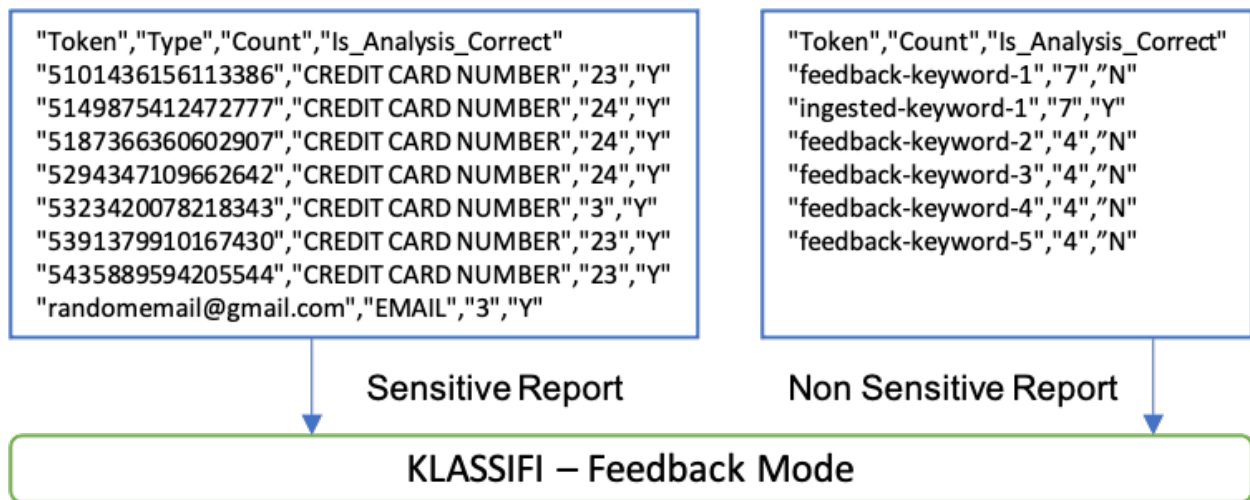 "Token","Type","Count","Is_Analysis_Correct"
"5101436156113386","CREDIT CARD NUMBER","23","Y"
"5149875412472777","CREDIT CARD NUMBER","24","Y"
"5187366360602907","CREDIT CARD NUMBER","24","Y"
"5294347109662642","CREDIT CARD NUMBER","24","Y"
"5323420078218343","CREDIT CARD NUMBER","3","Y"
"5391379910167430","CREDIT CARD NUMBER","23","Y"
"5435889594205544","CREDIT CARD NUMBER","23","Y"
"randomemail@gmail.com","EMAIL","3","Y"
"Token","Count","Is_Analysis_Correct"
"feedback-keyword-1","7",”N"
"ingested-keyword-1","7","Y"
"feedback-keyword-2","4",”N"
"feedback-keyword-3","4",”N"
"feedback-keyword-4","4",”N"
"feedback-keyword-5","4",”N"
Sensitive Report
Non Sensitive Report
KLASSIFI – Feedback Mode